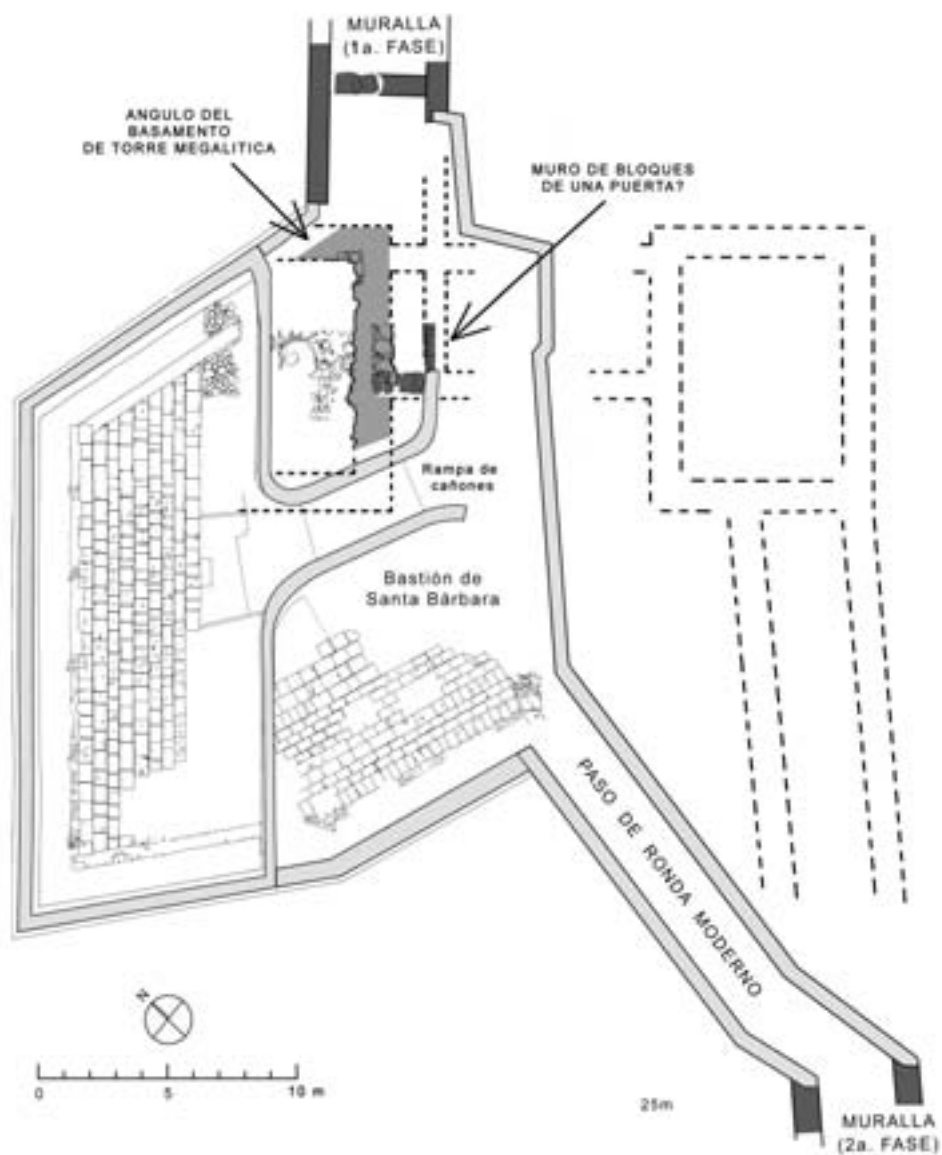 MURALLA
(1a. FASE)
ANGULO DEL
BASAMENTO
DE TORRE MEGALITICA
MURO DE BLOQUES
DE UNA PUERTA?
Rampa de
cañones
Bastión de
Santa Bárbara
PASO DE RONDA MODERNO
N
0 5 10 m
25m
MURALLA
(2a. FASE)